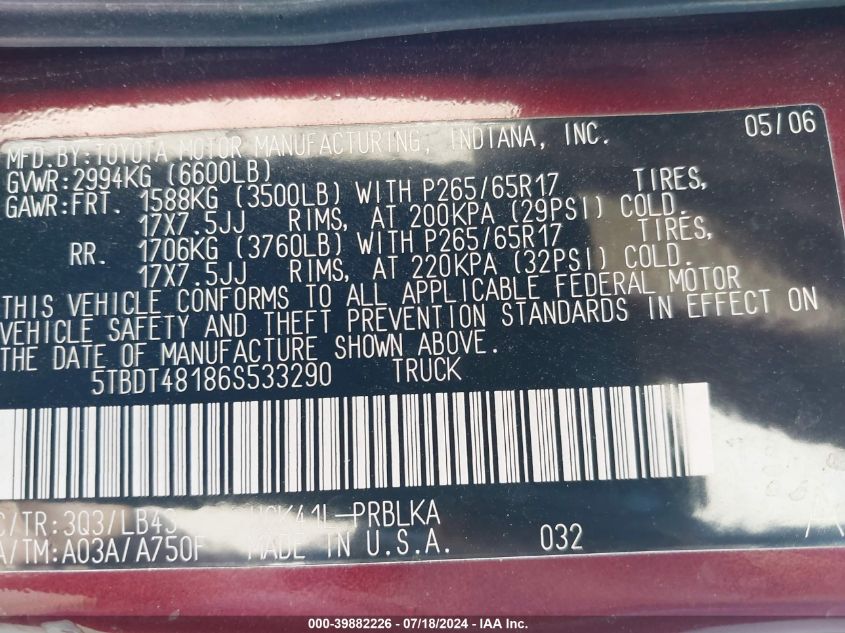 MFD.BY:TOYOTA MOTOR MANUFACTURING, INDIANA, INC. 05/06
GVWR:2994KG (6600LB)
GAWR:FRT. 1588KG (3500LB) WITH P265/65R17 TIRES,
17X7.5JJ RIMS, AT 200KPA (29PSI) COLD.
RR. 1706KG (3760LB) WITH P265/65R17 TIRES,
17X7.5JJ RIMS, AT 220KPA (32PSI) COLD.
THIS VEHICLE CONFORMS TO ALL APPLICABLE FEDERAL MOTOR
VEHICLE SAFETY AND THEFT PREVENTION STANDARDS IN EFFECT ON
THE DATE OF MANUFACTURE SHOWN ABOVE.
5TBDT48186S533290 TRUCK
C/TR:3Q3/LB43 -PRBLKA
A/TM:A03A/A750F MADE IN U.S.A. 032
000-39882226 - 07/18/2024 - IAA Inc.